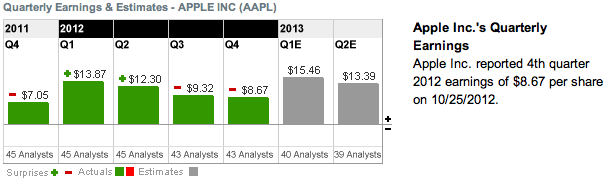 Quarterly Earnings & Estimates - APPLE INC (AAPL)
2011 2012 2013
Q4 Q1 Q2 Q3 Q4 Q1E Q2E
$7.05 $13.87 $12.30 $9.32 $8.67 $15.46 $13.39
45 Analysts 45 Analysts 45 Analysts 43 Analysts 43 Analysts 40 Analysts 39 Analysts
Surprises + - Actuals Estimates
Apple Inc.'s Quarterly
Earnings
Apple Inc. reported 4th quarter
2012 earnings of $8.67 per share
on 10/25/2012.